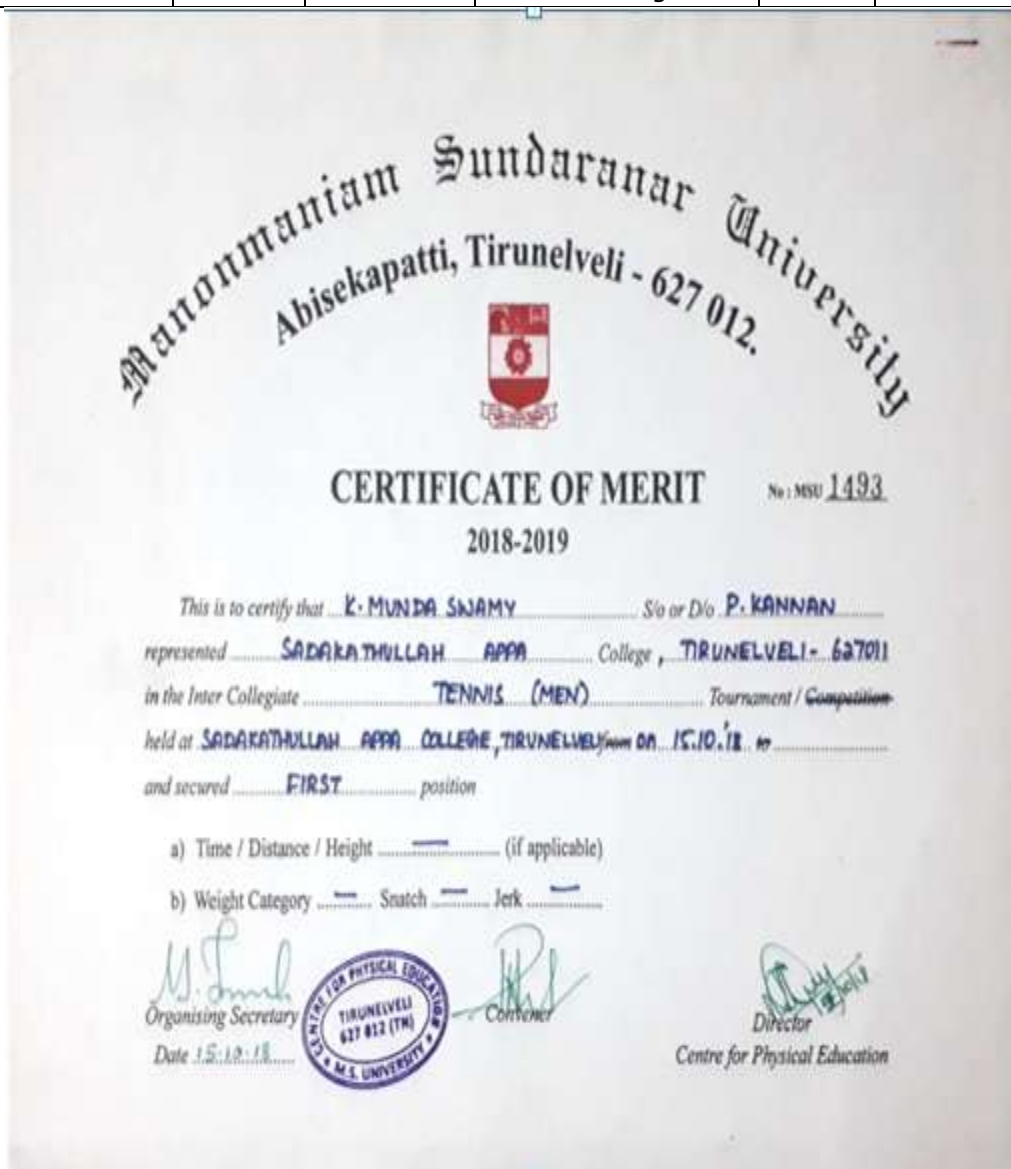 Manonmaniam Sundaranar University
Abisekapatti, Tirunelveli - 627 012.
CERTIFICATE OF MERIT
No : MSU 1493
2018-2019
This is to certify that K. MUNDA SWAMY S/o or D/o P. KANNAN
represented SADAKATHULLAH APPA College, TIRUNELVELI - 627011
in the Inter Collegiate TENNIS (MEN) Tournament / Competition
held at SADAKATHULLAH APPA COLLEGE, TIRUNELVELI from on 15.10.'18 to
and secured FIRST position
a) Time / Distance / Height — (if applicable)
b) Weight Category — Snatch — Jerk —
Organising Secretary
Date 15.10.18
CENTRE FOR PHYSICAL EDUCATION
TIRUNELVELI
627 012 (TN)
M.S. UNIVERSITY
Convener
Director
Centre for Physical Education